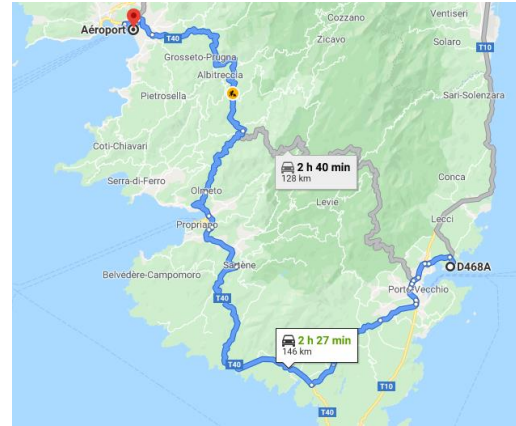 Ventiseri
Cozzano
Aéroport
T40
Zicavo
Solaro
T10
Grosseto-Prugna
Albitreccia
Pietrosella
Sari-Solenzara
Coti-Chiavari
2 h 40 min
128 km
Serra-di-Ferro
Conca
Olmeto
Levie
Lecci
Propriano
Sartène
D468A
Belvédère-Campomoro
Porto-Vecchio
T40
2 h 27 min
146 km
T40
T10
T40